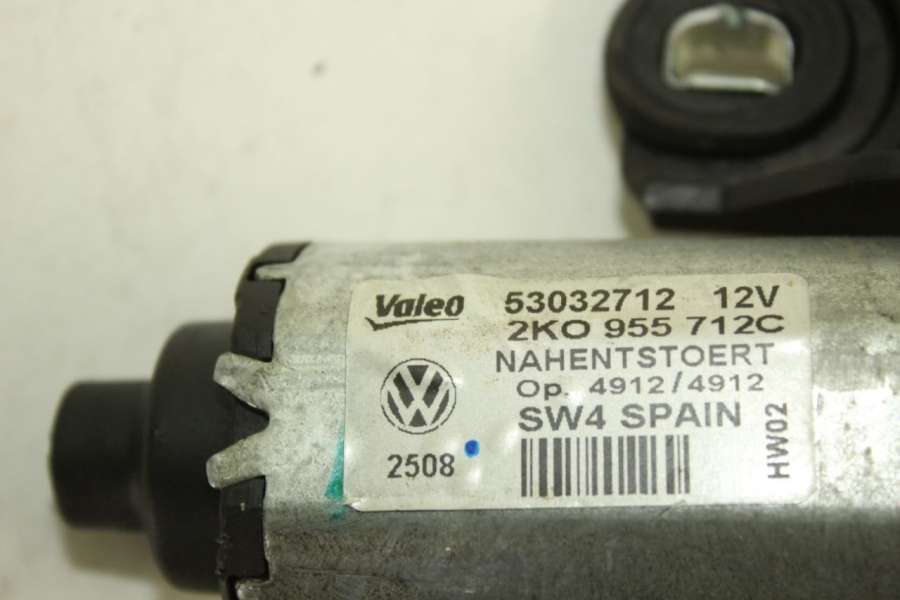 Valeo 53032712 12V
2KO 955 712C
NAHENTSTOERT
Op. 4912/4912
SW4 SPAIN
2508
HW02